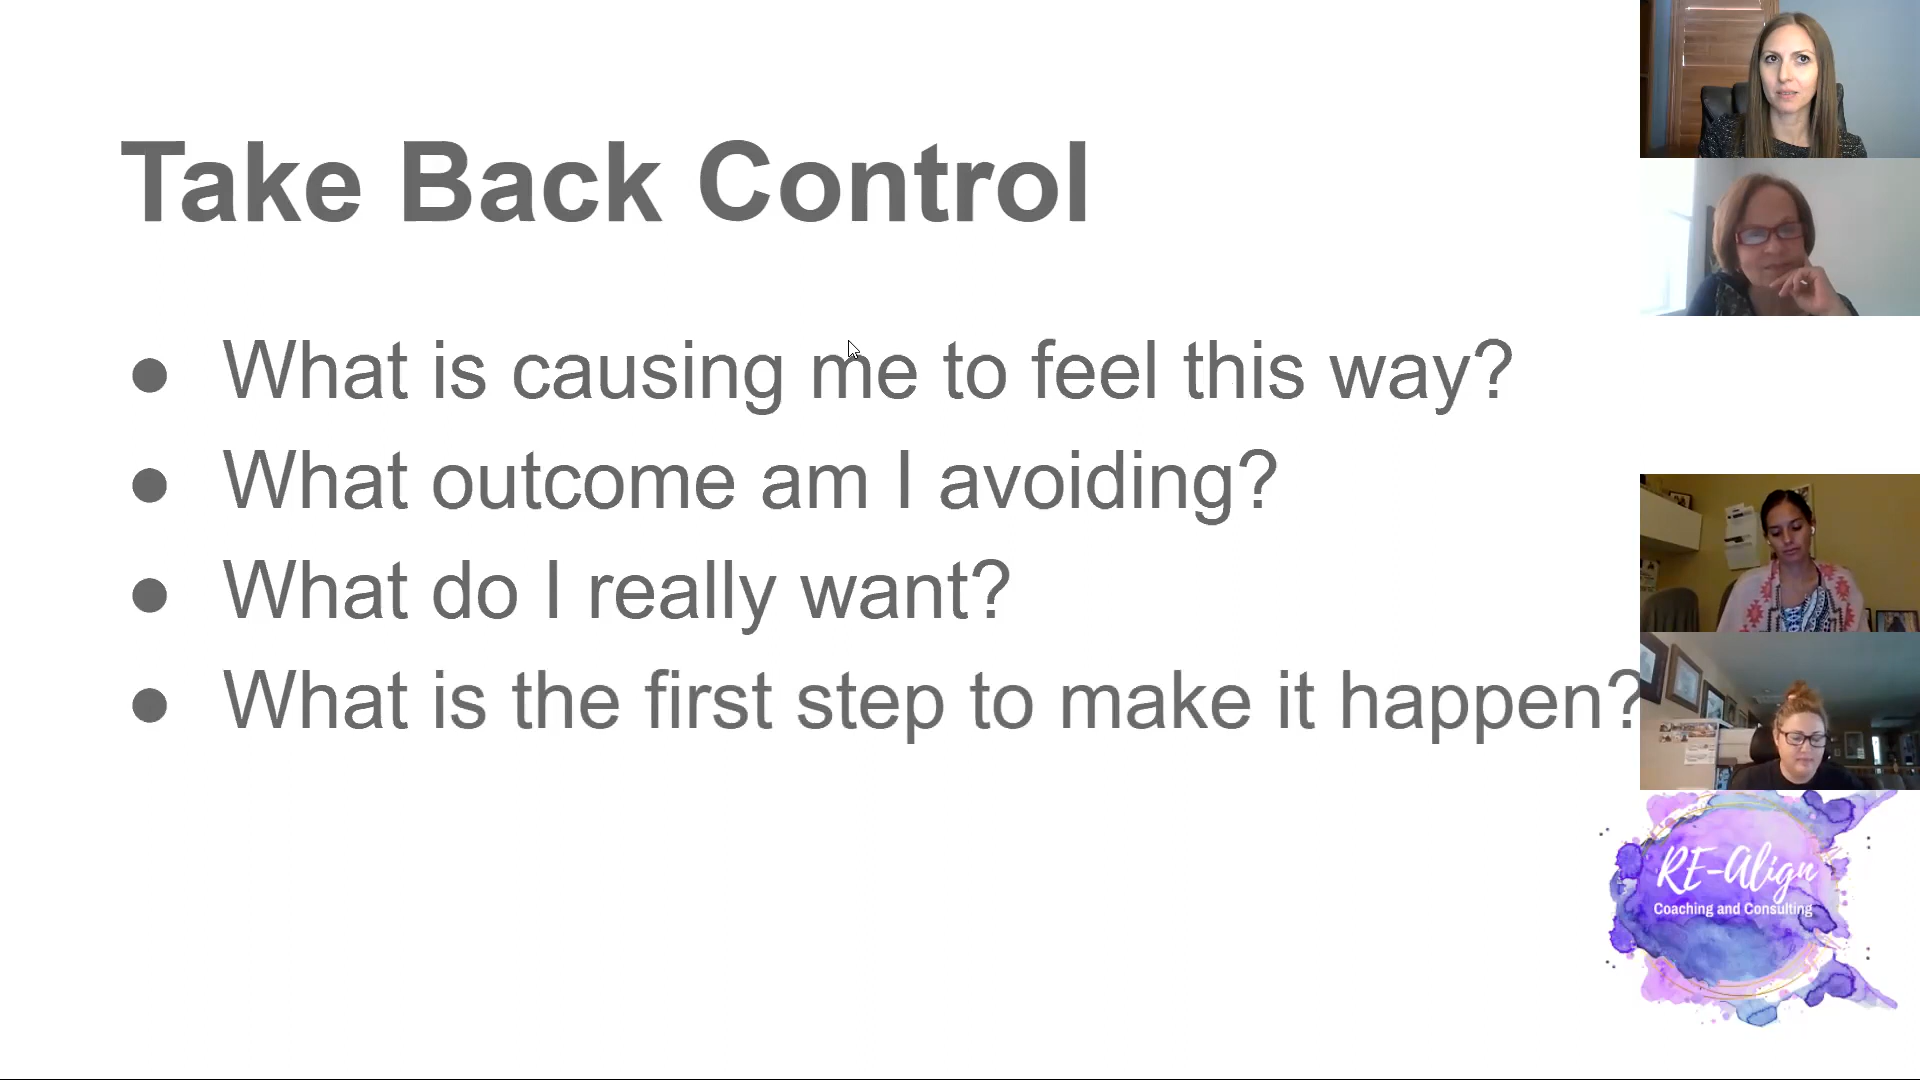 Take Back Control
● What is causing me to feel this way?
● What outcome am I avoiding?
● What do I really want?
● What is the first step to make it happen?
RE-Align
Coaching and Consulting